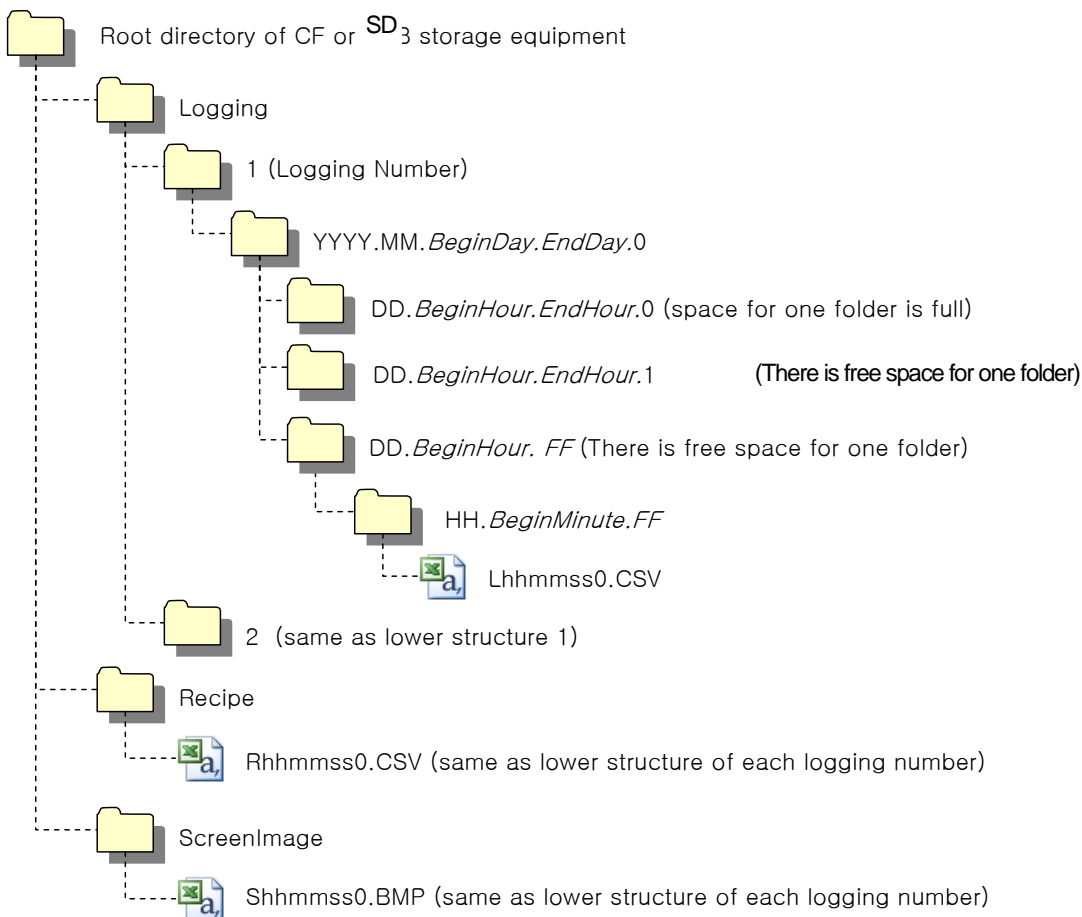 Root directory of CF or SD storage equipment
Logging
1 (Logging Number)
YYYY.MM.BeginDay.EndDay.0
DD.BeginHour.EndHour.0 (space for one folder is full)
DD.BeginHour.EndHour.1 (There is free space for one folder)
DD.BeginHour. FF (There is free space for one folder)
HH.BeginMinute.FF
Lhhmmss0.CSV
2 (same as lower structure 1)
Recipe
Rhhmmss0.CSV (same as lower structure of each logging number)
ScreenImage
Shhmmss0.BMP (same as lower structure of each logging number)